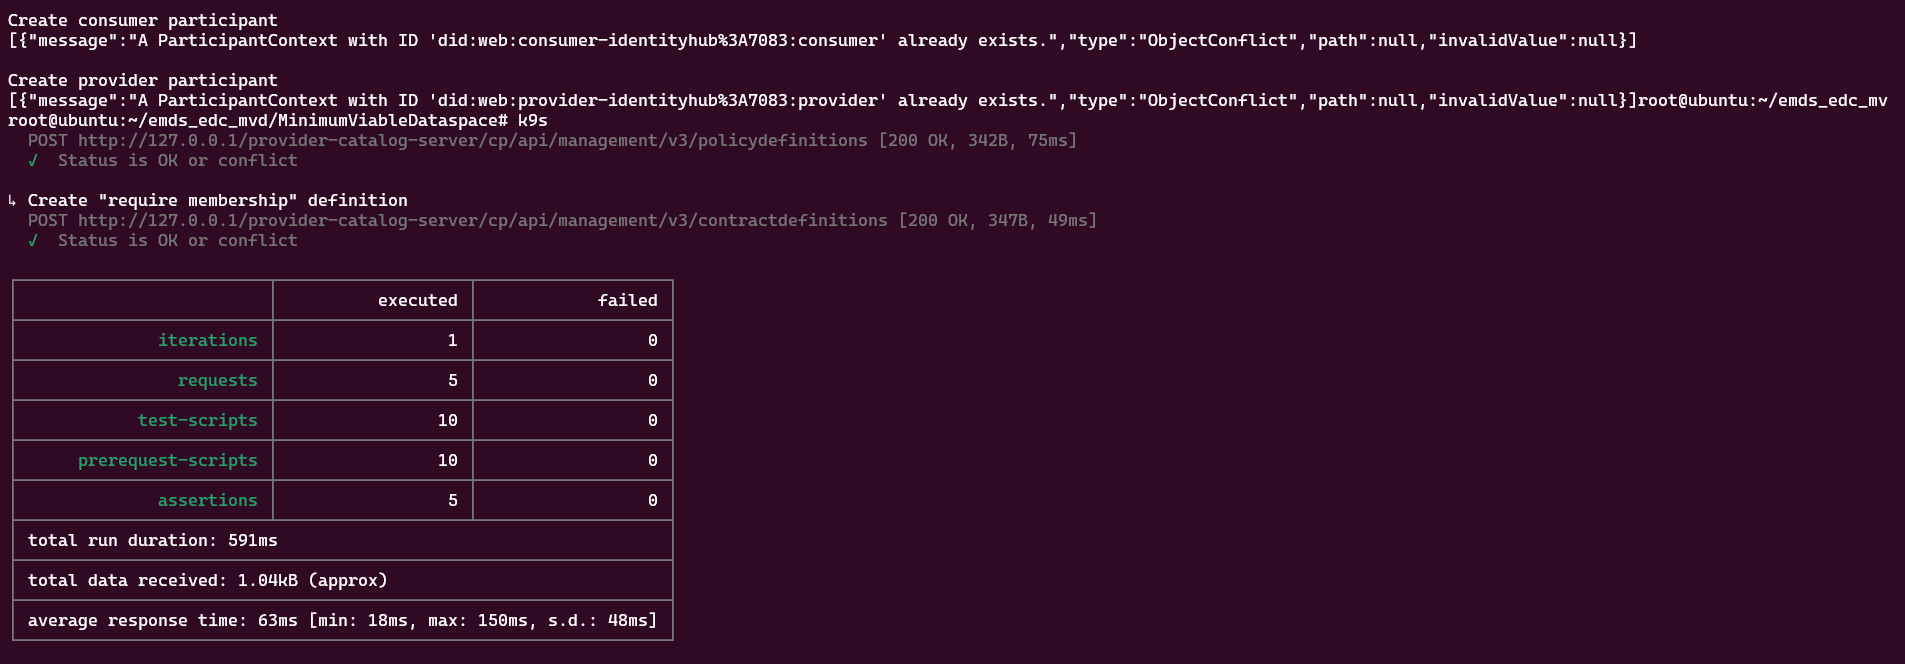 Create consumer participant
[{"message":"A ParticipantContext with ID 'did:web:consumer-identityhub%3A7083:consumer' already exists.","type":"ObjectConflict","path":null,"invalidValue":null}]
Create provider participant
[{"message":"A ParticipantContext with ID 'did:web:provider-identityhub%3A7083:provider' already exists.","type":"ObjectConflict","path":null,"invalidValue":null}]root@ubuntu:~/emds_edc_mv
root@ubuntu:~/emds_edc_mvd/MinimumViableDataspace# k9s
POST http://127.0.0.1/provider-catalog-server/cp/api/management/v3/policydefinitions [200 OK, 342B, 75ms]
✓ Status is OK or conflict
↳ Create "require membership" definition
POST http://127.0.0.1/provider-catalog-server/cp/api/management/v3/contractdefinitions [200 OK, 347B, 49ms]
✓ Status is OK or conflict
executed failed
iterations 1 0
requests 5 0
test-scripts 10 0
prerequest-scripts 10 0
assertions 5 0
total run duration: 591ms
total data received: 1.04kB (approx)
average response time: 63ms [min: 18ms, max: 150ms, s.d.: 48ms]